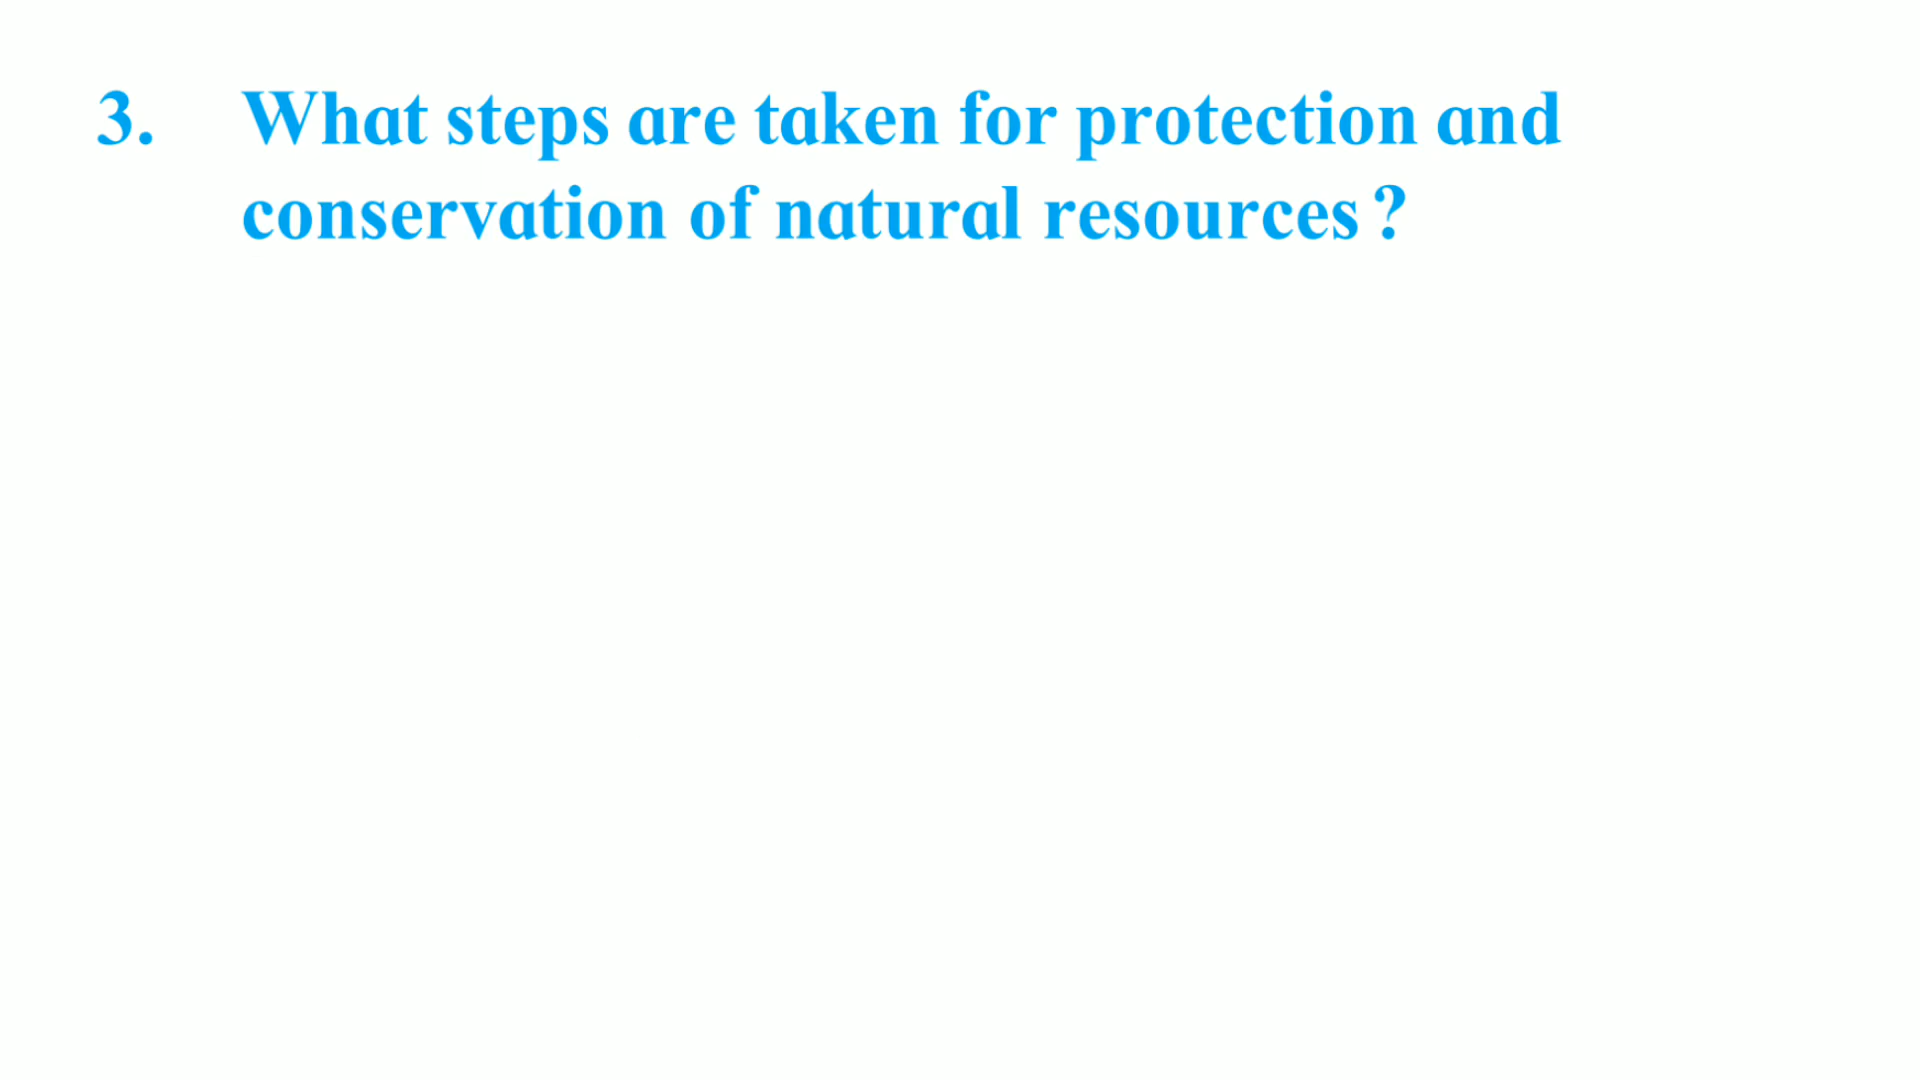 3. What steps are taken for protection and
conservation of natural resources ?